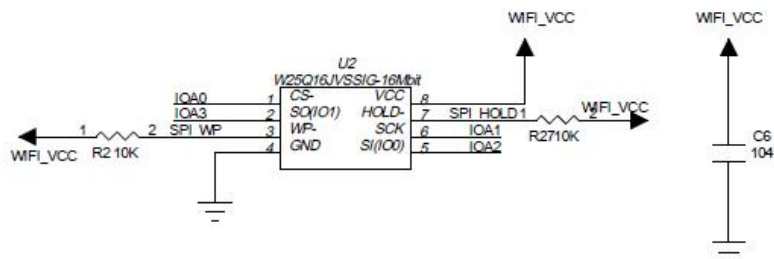 WIFI_VCC WIFI_VCC
U2
W25Q16JVSSIG-16Mbit
IOA0 1 CS- VCC 8
IOA3 2 SO(IO1) HOLD- 7 SPI_HOLD 1 2 WIFI_VCC
1 2 SPI_WP 3 WP- SCK 6 IOA1 R27 10K
WIFI_VCC R2 10K 4 GND SI(IO0) 5 IOA2
C6
104